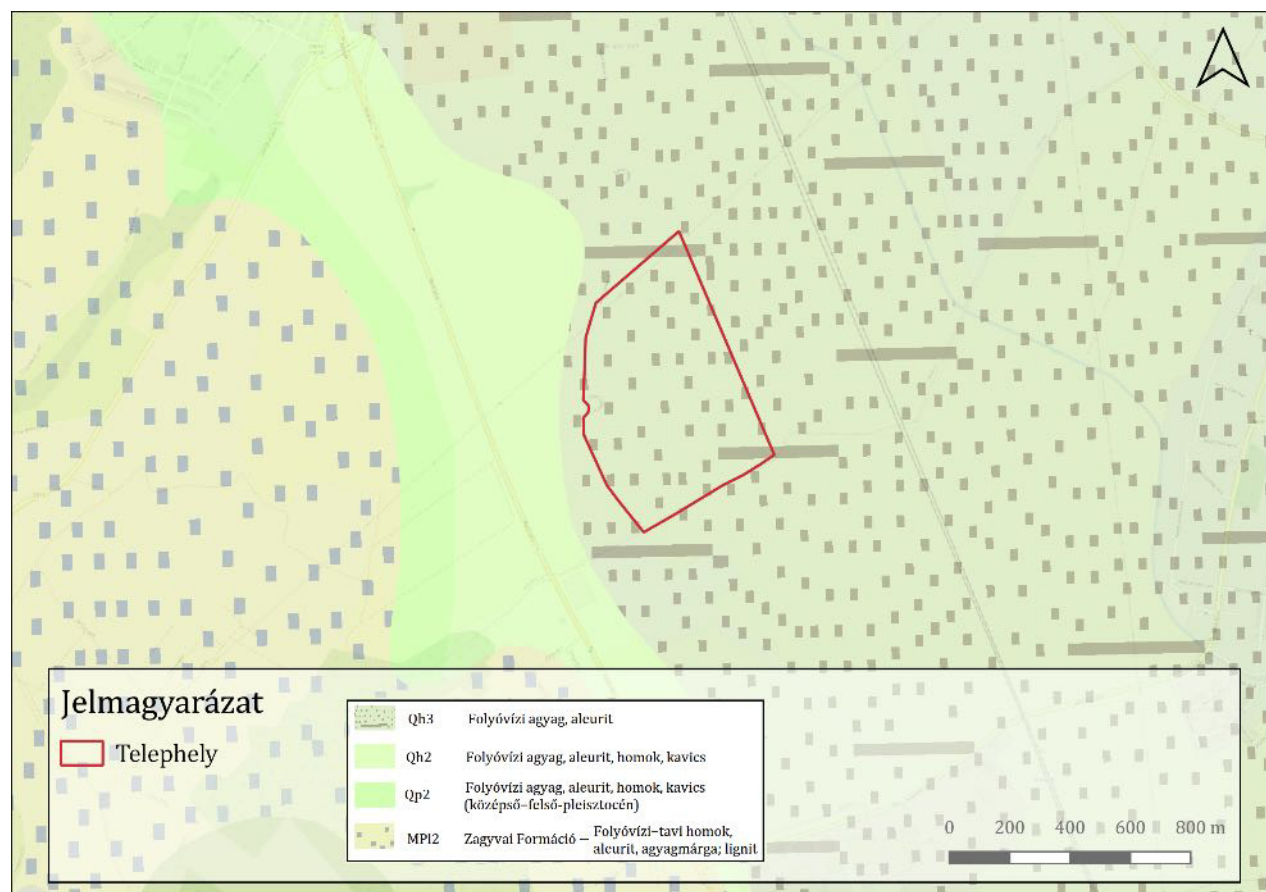 Jelmagyarázat
Telephely
Qh3 Folyóvízi agyag, aleurit
Qh2 Folyóvízi agyag, aleurit, homok, kavics
Qp2 Folyóvízi agyag, aleurit, homok, kavics
(középső–felső-pleisztocén)
MPl2 Zagyvai Formáció — Folyóvízi–tavi homok,
aleurit, agyagmárga; lignit
0 200 400 600 800 m